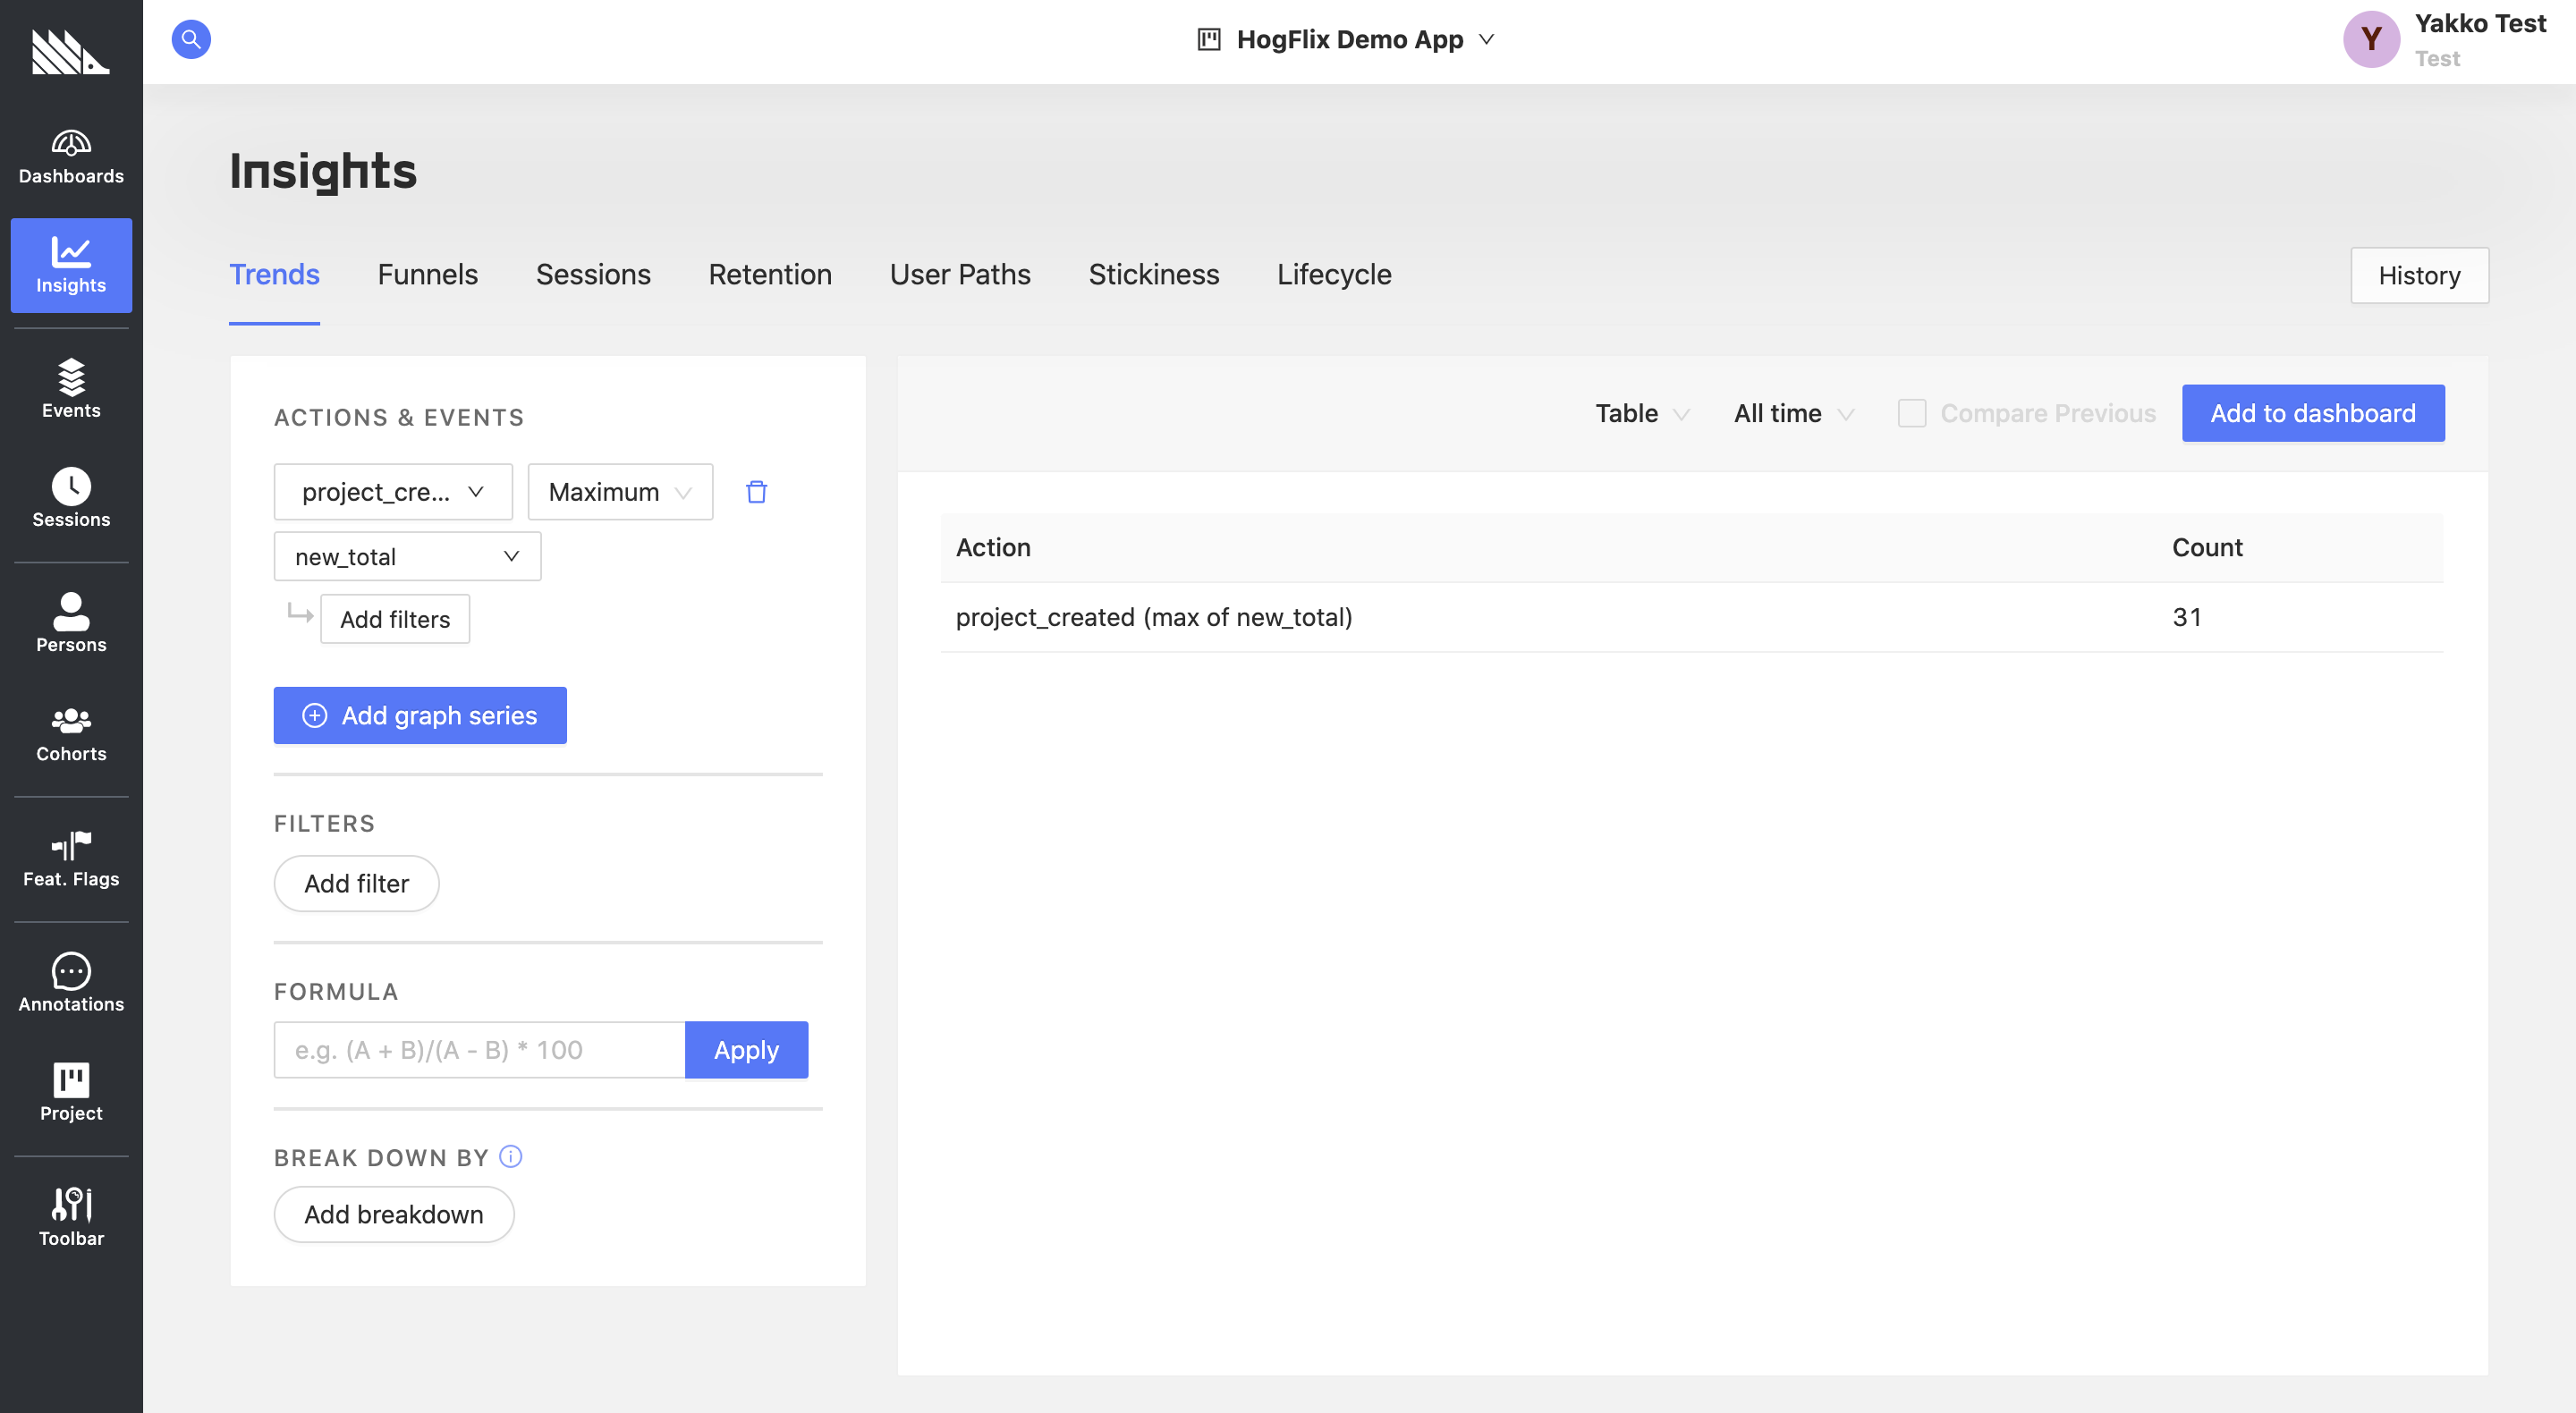 HogFlix Demo App
Y
Yakko Test
Test
Dashboards
Insights
Events
Sessions
Persons
Cohorts
Feat. Flags
Annotations
Project
Toolbar
Insights
Trends Funnels Sessions Retention User Paths Stickiness Lifecycle
History
ACTIONS & EVENTS
project_cre... Maximum
new_total
Add filters
Add graph series
FILTERS
Add filter
FORMULA
e.g. (A + B)/(A - B) * 100 Apply
BREAK DOWN BY
Add breakdown
Table All time Compare Previous Add to dashboard
Action Count
project_created (max of new_total) 31